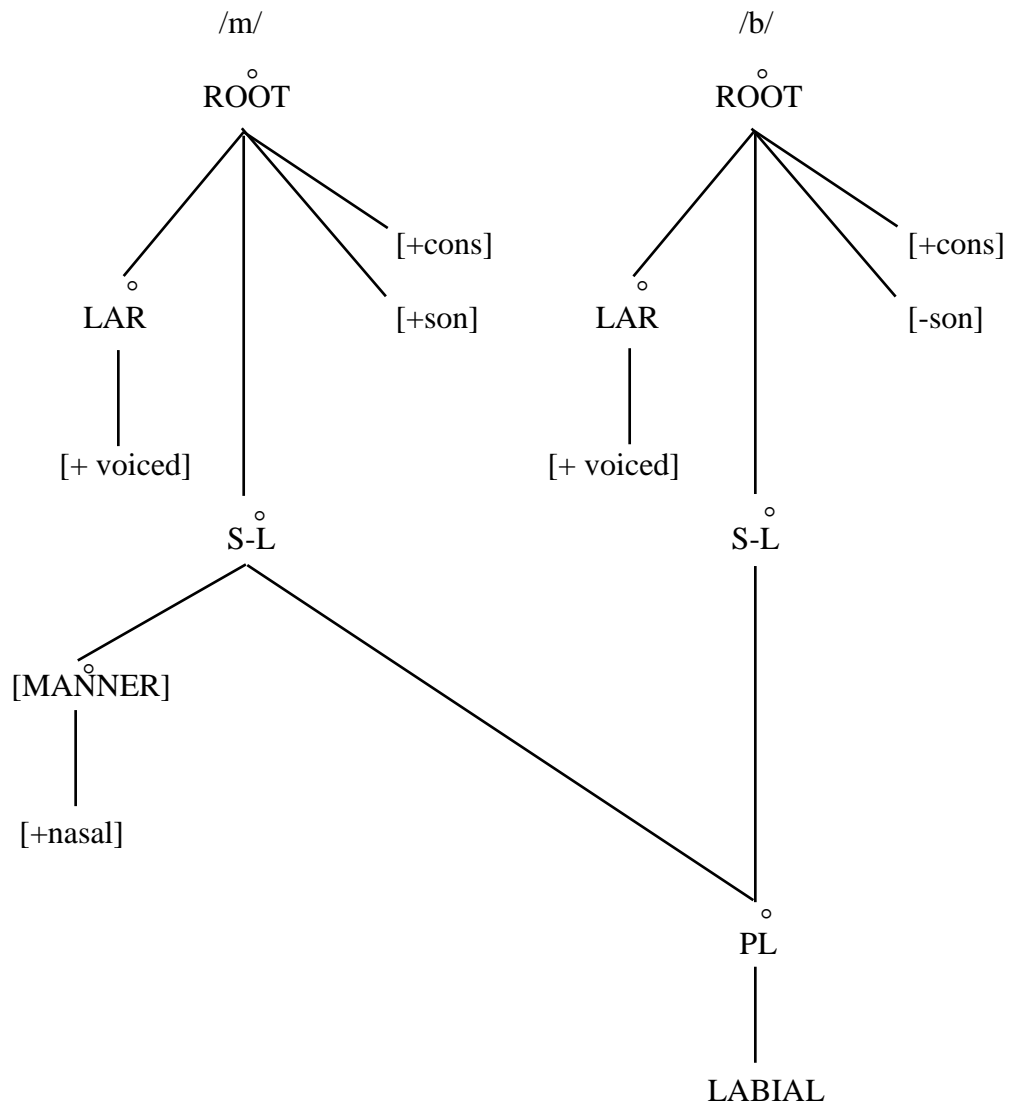 /m/ /b/
ROOT ROOT
[+cons] [+cons]
LAR [+son] LAR [-son]
[+ voiced] [+ voiced]
S-L S-L
[MANNER]
[+nasal]
PL
LABIAL